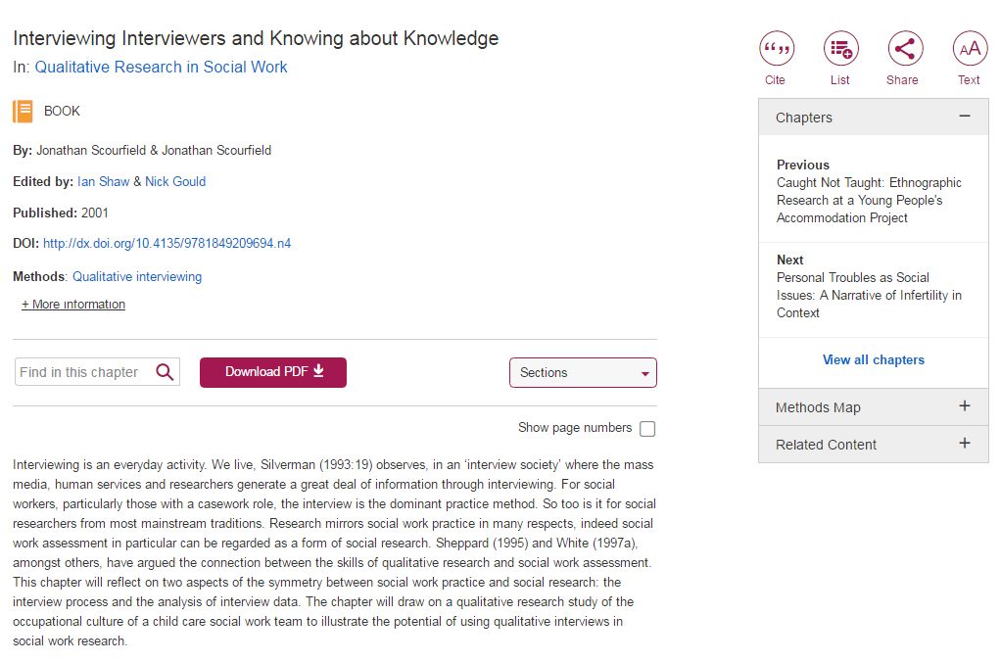 Interviewing Interviewers and Knowing about Knowledge
In: Qualitative Research in Social Work
BOOK
By: Jonathan Scourfield & Jonathan Scourfield
Edited by: Ian Shaw & Nick Gould
Published: 2001
DOI: http://dx.doi.org/10.4135/9781849209694.n4
Methods: Qualitative interviewing
+ More information
Find in this chapter
Download PDF
Sections
Show page numbers
Interviewing is an everyday activity. We live, Silverman (1993:19) observes, in an ‘interview society’ where the mass
media, human services and researchers generate a great deal of information through interviewing. For social
workers, particularly those with a casework role, the interview is the dominant practice method. So too is it for social
researchers from most mainstream traditions. Research mirrors social work practice in many respects, indeed social
work assessment in particular can be regarded as a form of social research. Sheppard (1995) and White (1997a),
amongst others, have argued the connection between the skills of qualitative research and social work assessment.
This chapter will reflect on two aspects of the symmetry between social work practice and social research: the
interview process and the analysis of interview data. The chapter will draw on a qualitative research study of the
occupational culture of a child care social work team to illustrate the potential of using qualitative interviews in
social work research.
Cite
List
Share
AA
Text
Chapters
Previous
Caught Not Taught: Ethnographic
Research at a Young People's
Accommodation Project
Next
Personal Troubles as Social
Issues: A Narrative of Infertility in
Context
View all chapters
Methods Map
Related Content